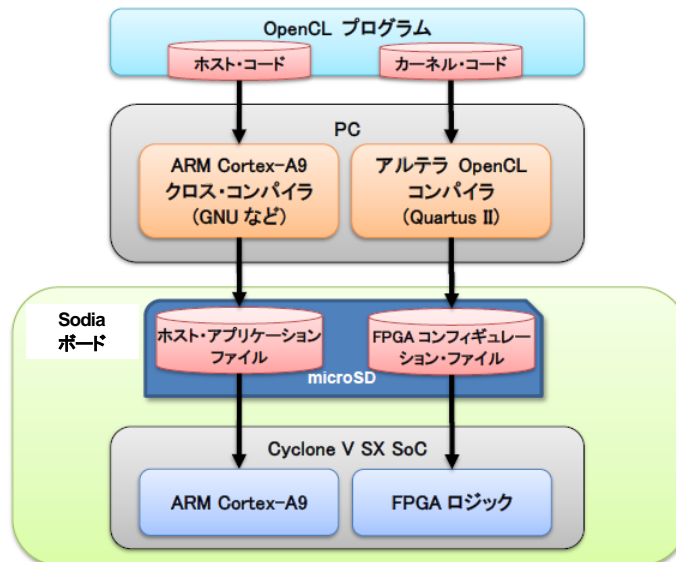 OpenCL プログラム
ホスト・コード
カーネル・コード
PC
ARM Cortex-A9
クロス・コンパイラ
(GNU など)
アルテラ OpenCL
コンパイラ
(Quartus II)
Sodia
ボード
ホスト・アプリケーション
ファイル
FPGA コンフィギュレー
ション・ファイル
microSD
Cyclone V SX SoC
ARM Cortex-A9
FPGA ロジック